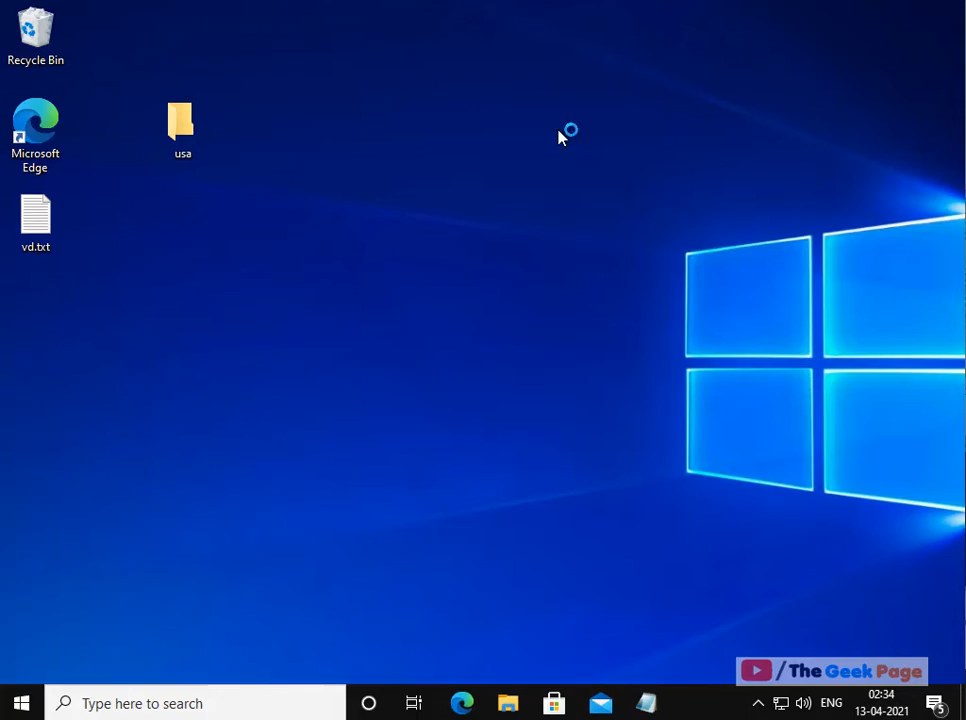 Recycle Bin
Microsoft
Edge
usa
vd.txt
/The Geek Page
Type here to search
ENG
02:34
13-04-2021
5